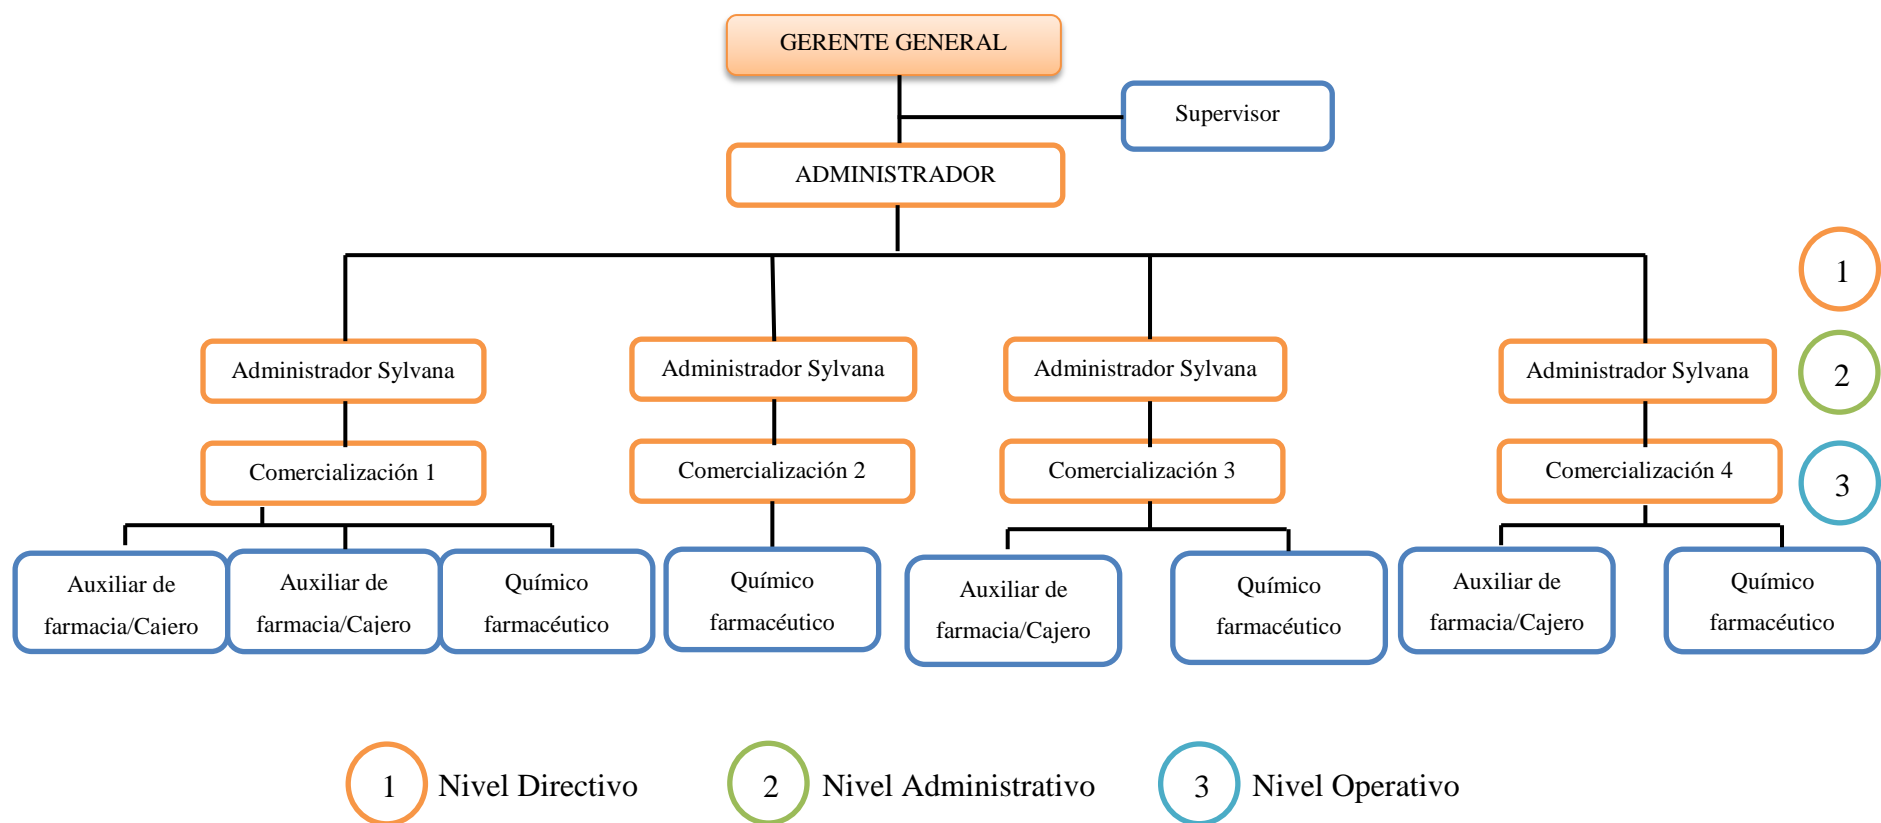 GERENTE GENERAL
Supervisor
ADMINISTRADOR
1
Administrador Sylvana
Administrador Sylvana
Administrador Sylvana
Administrador Sylvana
2
Comercialización 1
Comercialización 2
Comercialización 3
Comercialización 4
3
Auxiliar de
farmacia/Cajero
Auxiliar de
farmacia/Cajero
Químico
farmacéutico
Químico
farmacéutico
Auxiliar de
farmacia/Cajero
Químico
farmacéutico
Auxiliar de
farmacia/Cajero
Químico
farmacéutico
1 Nivel Directivo
2 Nivel Administrativo
3 Nivel Operativo